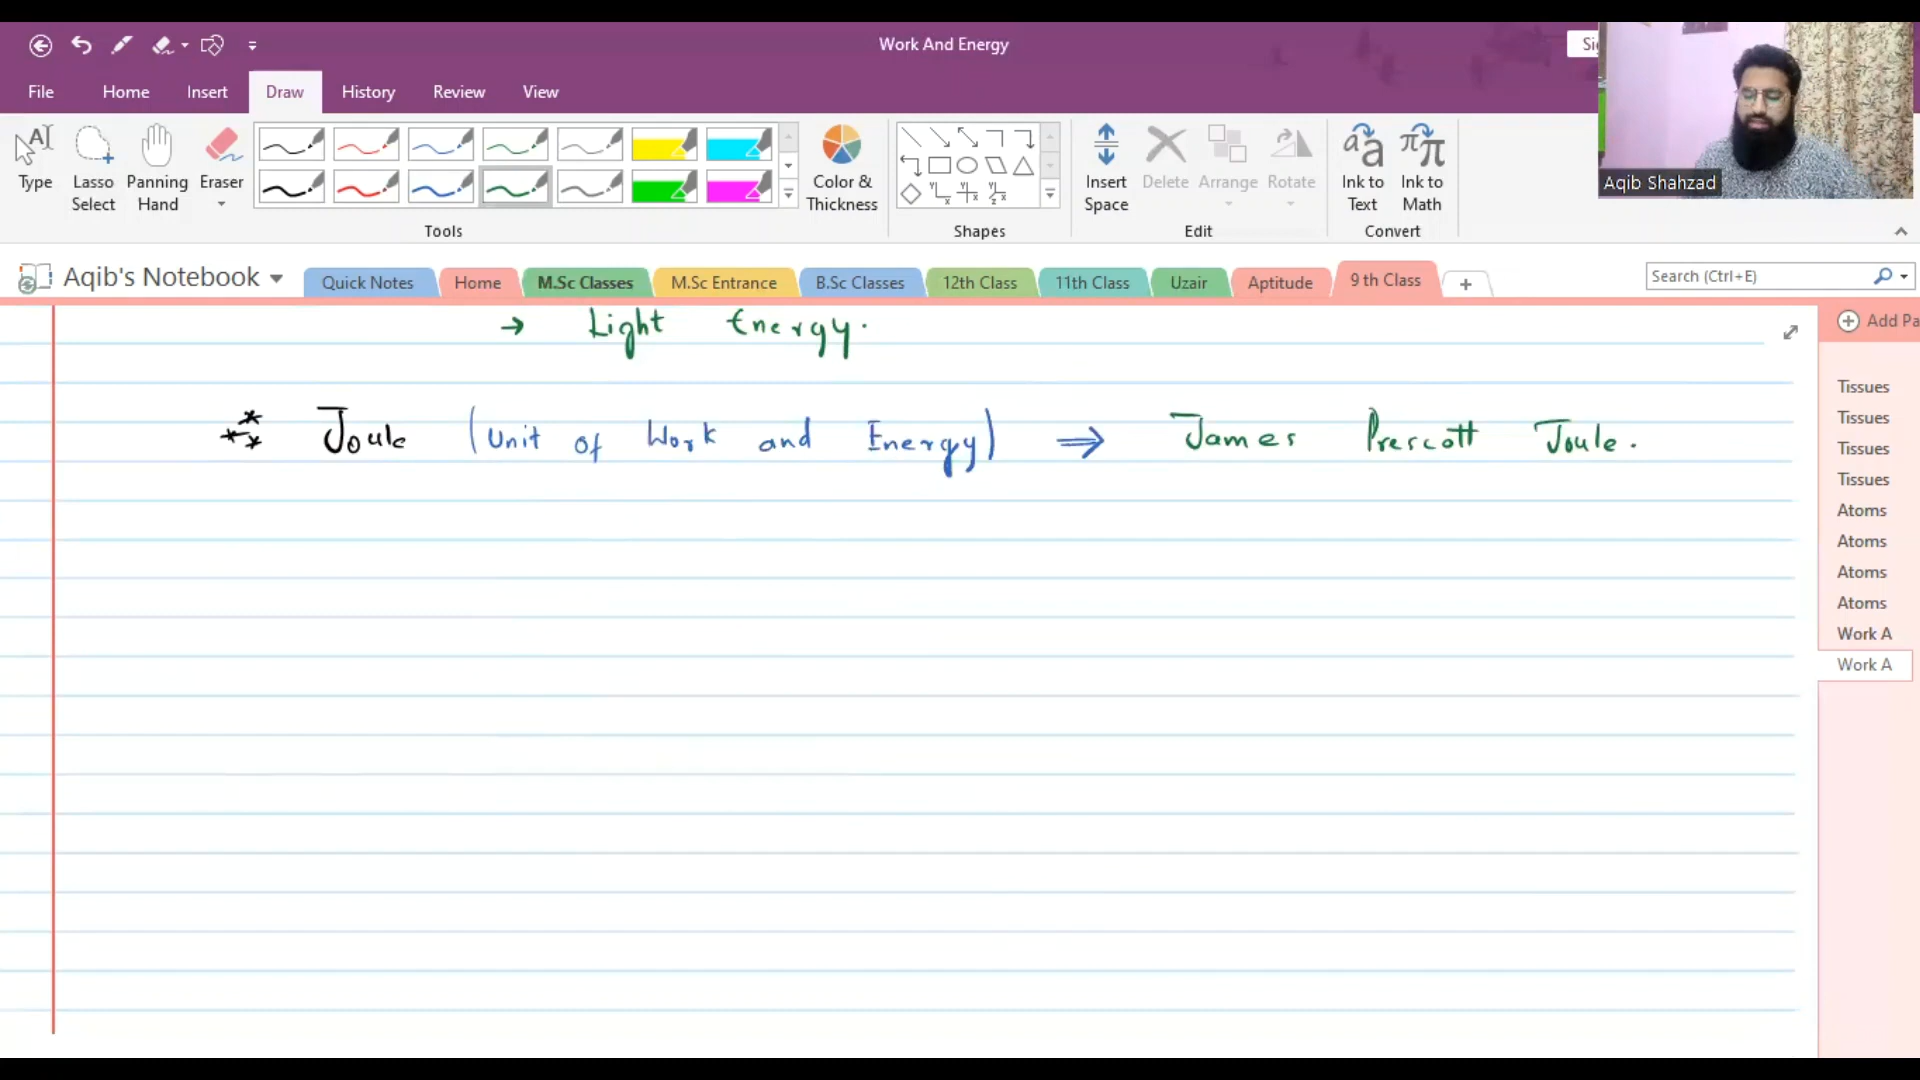 Work And Energy
Si
File Home Insert Draw History Review View
Type
Lasso Select
Panning Hand
Eraser
Color & Thickness
Insert Space
Delete
Arrange
Rotate
Ink to Text
Ink to Math
Aqib Shahzad
Tools Shapes Edit Convert
Aqib's Notebook Quick Notes Home M.Sc Classes M.Sc Entrance B.Sc Classes 12th Class 11th Class Uzair Aptitude 9 th Class + Search (Ctrl+E)
→ Light Energy.
Add Pa
*** Joule (Unit of Work and Energy) ⇒ James Prescott Joule.
Tissues
Tissues
Tissues
Tissues
Atoms
Atoms
Atoms
Atoms
Work A
Work A